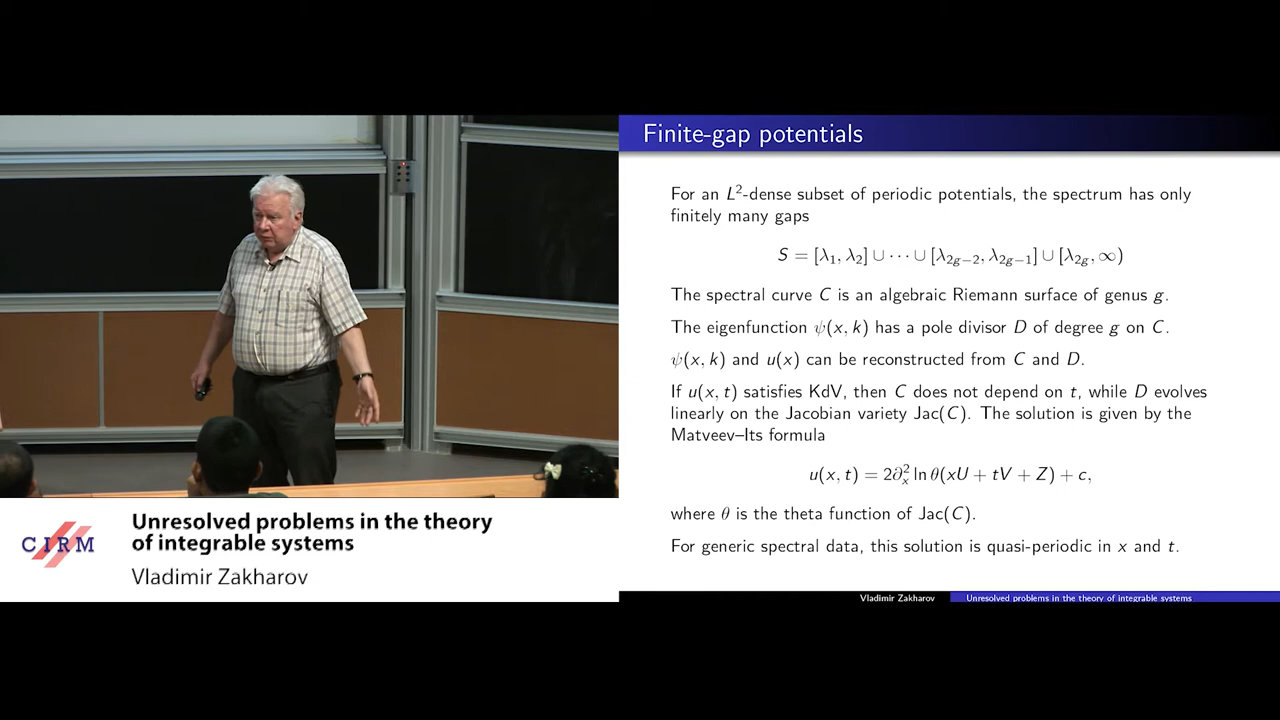 Finite-gap potentials
For an L²-dense subset of periodic potentials, the spectrum has only
finitely many gaps
S = [λ₁, λ₂] ∪ ··· ∪ [λ₂g₋₂, λ₂g₋₁] ∪ [λ₂g, ∞)
The spectral curve C is an algebraic Riemann surface of genus g.
The eigenfunction ψ(x, k) has a pole divisor D of degree g on C.
ψ(x, k) and u(x) can be reconstructed from C and D.
If u(x, t) satisfies KdV, then C does not depend on t, while D evolves
linearly on the Jacobian variety Jac(C). The solution is given by the
Matveev–Its formula
u(x, t) = 2∂ₓ² ln θ(xU + tV + Z) + c,
where θ is the theta function of Jac(C).
For generic spectral data, this solution is quasi-periodic in x and t.
Vladimir Zakharov Unresolved problems in the theory of integrable systems
CIRM
Unresolved problems in the theory
of integrable systems
Vladimir Zakharov